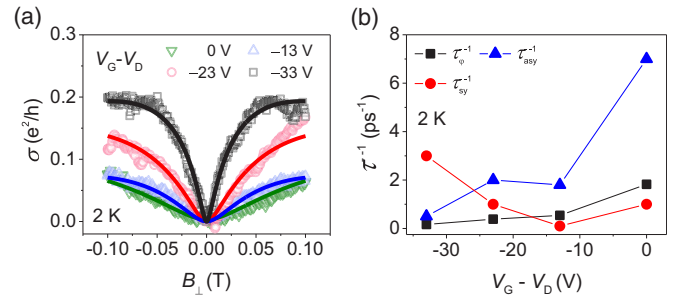 (a)
0.3
0.2
0.1
0.0
σ (e²/h)
V_G-V_D
0 V
–13 V
–23 V
–33 V
2 K
-0.10 -0.05 0.00 0.05 0.10
B_⊥ (T)
(b)
8
6
4
2
0
τ⁻¹ (ps⁻¹)
τ_φ⁻¹
τ_asy⁻¹
τ_sy⁻¹
2 K
-30 -20 -10 0
V_G - V_D (V)